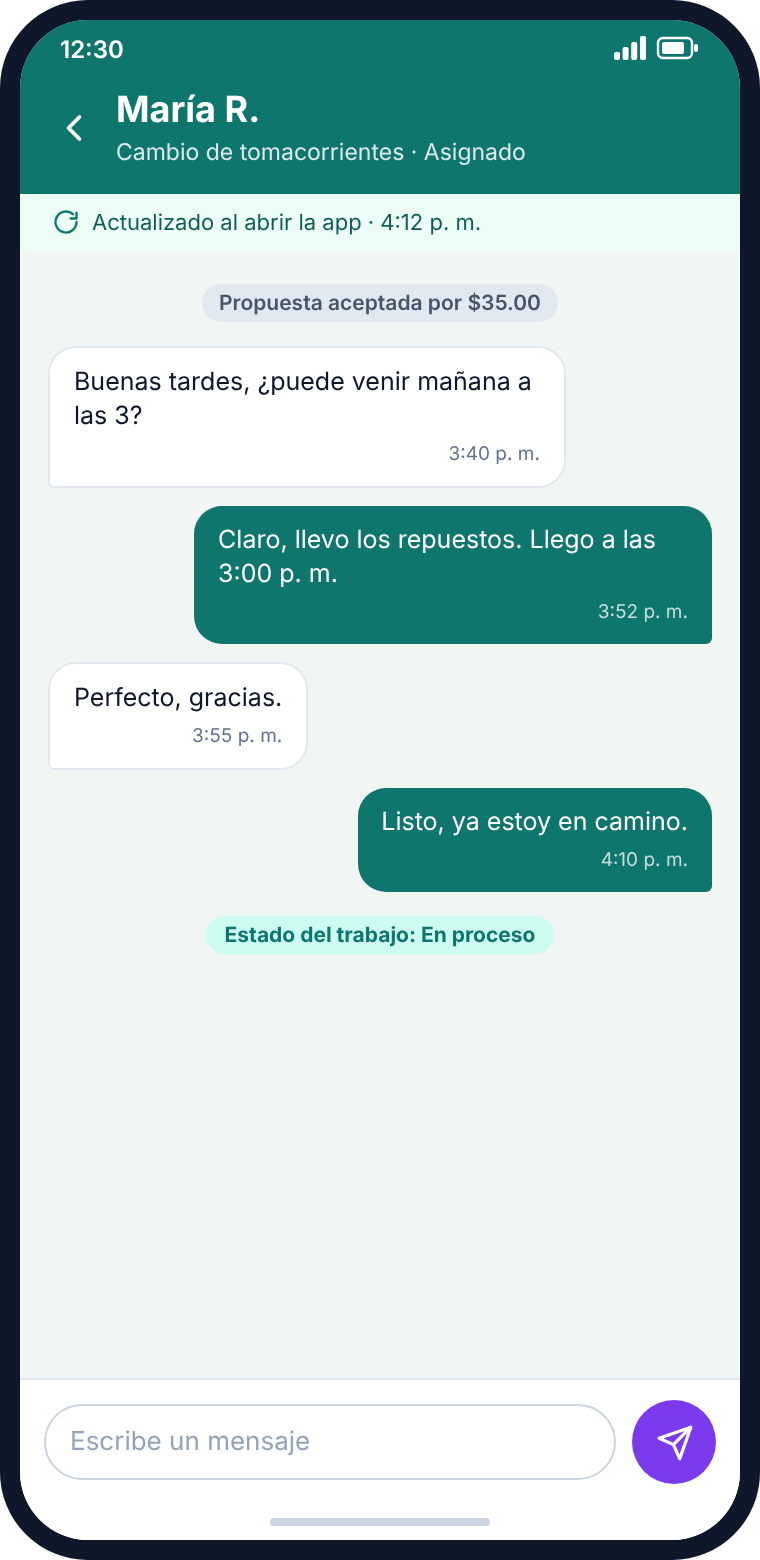 12:30
María R.
Cambio de tomacorrientes · Asignado
Actualizado al abrir la app · 4:12 p. m.
Propuesta aceptada por $35.00
Buenas tardes, ¿puede venir mañana a
las 3?
3:40 p. m.
Claro, llevo los repuestos. Llego a las
3:00 p. m.
3:52 p. m.
Perfecto, gracias.
3:55 p. m.
Listo, ya estoy en camino.
4:10 p. m.
Estado del trabajo: En proceso
Escribe un mensaje